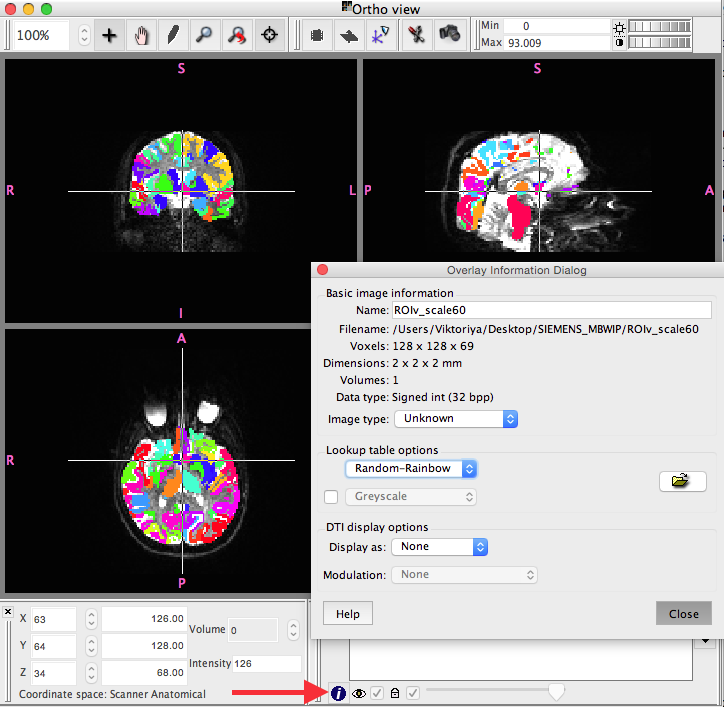 Ortho view
100%
Min 0
Max 93.009
S
S
R
L
P
A
I
Overlay Information Dialog
Basic image information
Name: ROIv_scale60
Filename: /Users/Viktoriya/Desktop/SIEMENS_MBWIP/ROIv_scale60
Voxels: 128 x 128 x 69
Dimensions: 2 x 2 x 2 mm
Volumes: 1
Data type: Signed int (32 bpp)
Image type: Unknown
Lookup table options
Random-Rainbow
Greyscale
DTI display options
Display as: None
Modulation: None
Help
Close
A
R
P
X 63 126.00
Y 64 128.00
Z 34 68.00
Volume 0
Intensity 126
Coordinate space: Scanner Anatomical
i